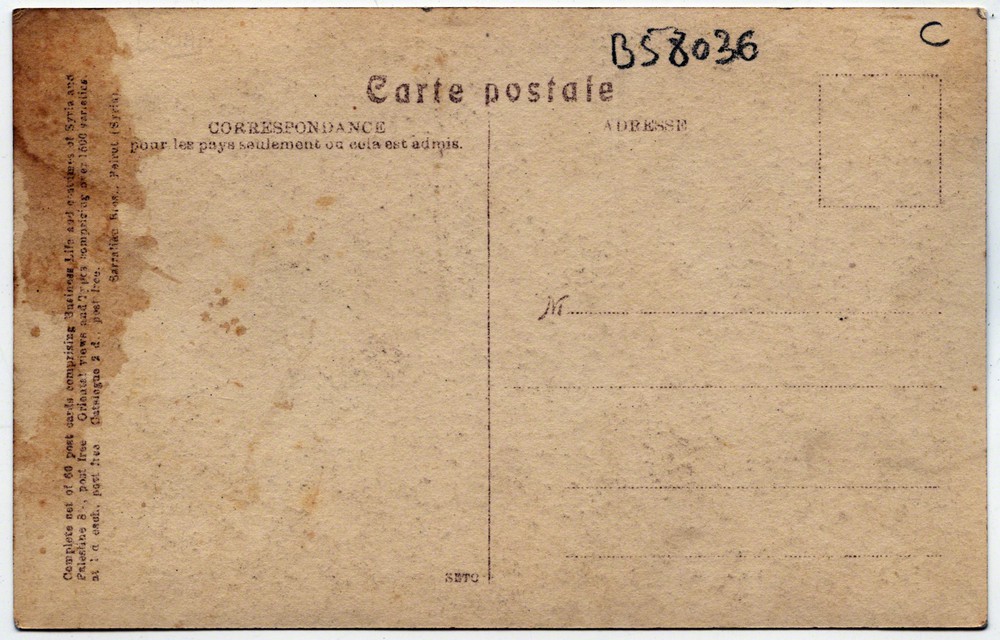 B58036
C
Carte postale
CORRESPONDANCE
pour les pays seulement ou cela est admis.
ADRESSE
M
Complete set of 60 post cards comprising Business Life and costumes of Syria and
Palestine 8 , post free Oriental views and Types comprising over 1500 varieties
at 1 d each, post free Catalogue 2 d., post free.
Sarrafian Bros., Beirut (Syria).
SETO